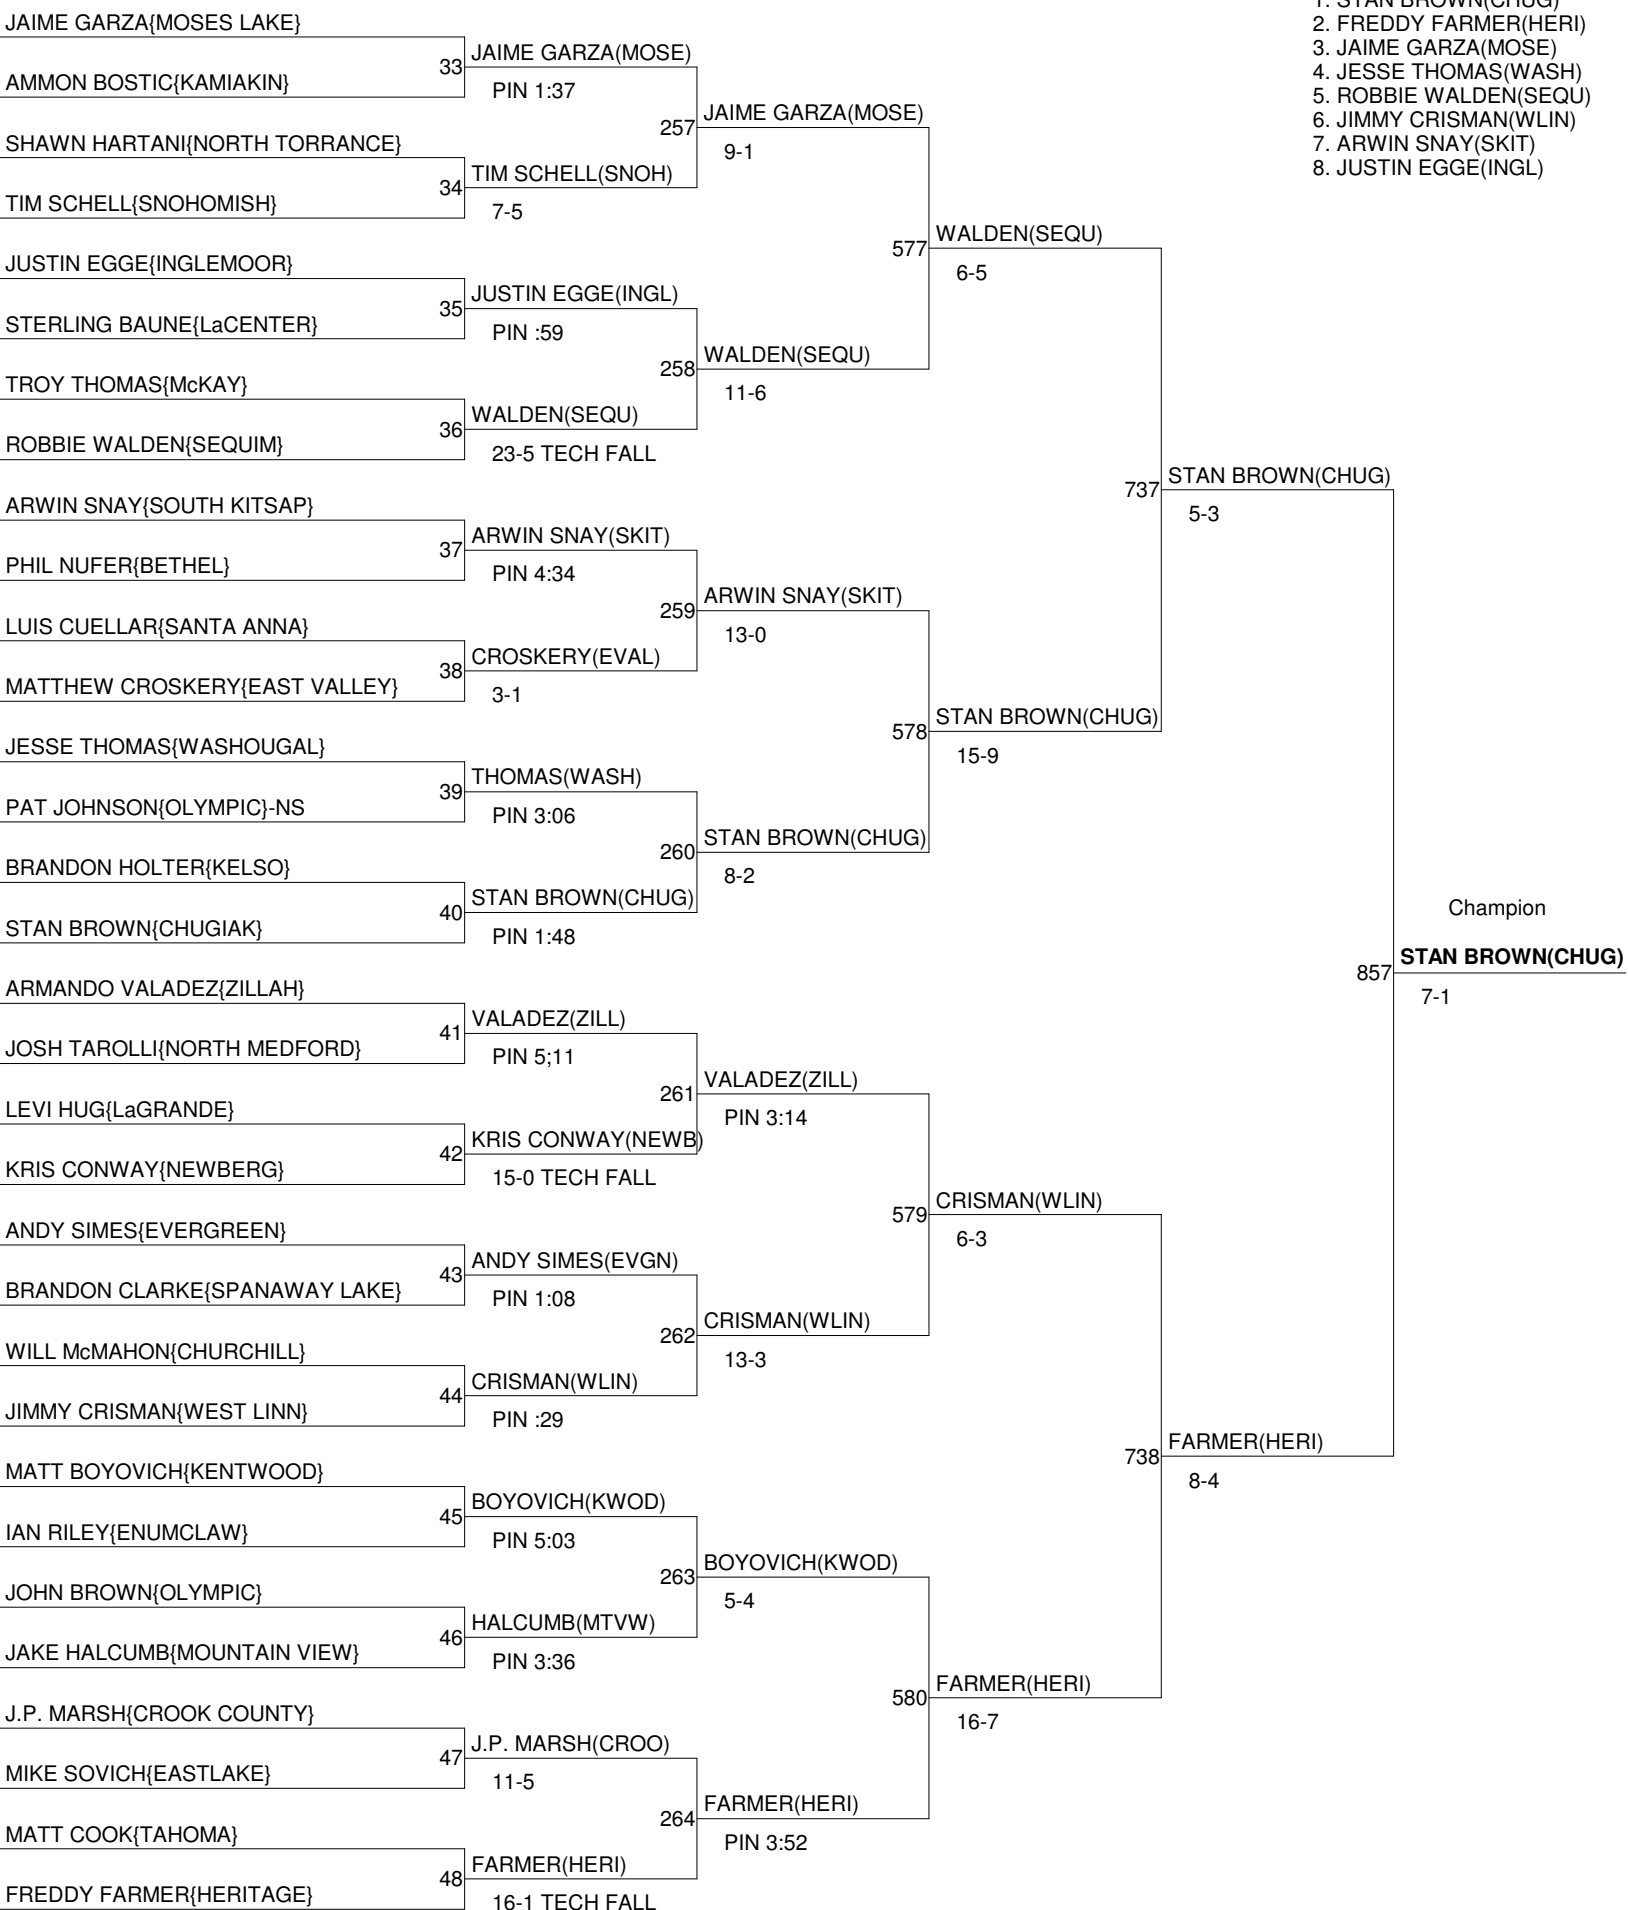 1. STAN BROWN(CHUG)
2. FREDDY FARMER(HERI)
3. JAIME GARZA(MOSE)
4. JESSE THOMAS(WASH)
5. ROBBIE WALDEN(SEQU)
6. JIMMY CRISMAN(WLIN)
7. ARWIN SNAY(SKIT)
8. JUSTIN EGGE(INGL)
JAIME GARZA{MOSES LAKE}
AMMON BOSTIC{KAMIAKIN}
SHAWN HARTANI{NORTH TORRANCE}
TIM SCHELL{SNOHOMISH}
JUSTIN EGGE{INGLEMOOR}
STERLING BAUNE{LaCENTER}
TROY THOMAS{McKAY}
ROBBIE WALDEN{SEQUIM}
ARWIN SNAY{SOUTH KITSAP}
PHIL NUFER{BETHEL}
LUIS CUELLAR{SANTA ANNA}
MATTHEW CROSKERY{EAST VALLEY}
JESSE THOMAS{WASHOUGAL}
PAT JOHNSON{OLYMPIC}-NS
BRANDON HOLTER{KELSO}
STAN BROWN{CHUGIAK}
ARMANDO VALADEZ{ZILLAH}
JOSH TAROLLI{NORTH MEDFORD}
LEVI HUG{LaGRANDE}
KRIS CONWAY{NEWBERG}
ANDY SIMES{EVERGREEN}
BRANDON CLARKE{SPANAWAY LAKE}
WILL McMAHON{CHURCHILL}
JIMMY CRISMAN{WEST LINN}
MATT BOYOVICH{KENTWOOD}
IAN RILEY{ENUMCLAW}
JOHN BROWN{OLYMPIC}
JAKE HALCUMB{MOUNTAIN VIEW}
J.P. MARSH{CROOK COUNTY}
MIKE SOVICH{EASTLAKE}
MATT COOK{TAHOMA}
FREDDY FARMER{HERITAGE}
33 JAIME GARZA(MOSE)
PIN 1:37
34 TIM SCHELL(SNOH)
7-5
35 JUSTIN EGGE(INGL)
PIN :59
36 WALDEN(SEQU)
23-5 TECH FALL
37 ARWIN SNAY(SKIT)
PIN 4:34
38 CROSKERY(EVAL)
3-1
39 THOMAS(WASH)
PIN 3:06
40 STAN BROWN(CHUG)
PIN 1:48
41 VALADEZ(ZILL)
PIN 5;11
42 KRIS CONWAY(NEWB)
15-0 TECH FALL
43 ANDY SIMES(EVGN)
PIN 1:08
44 CRISMAN(WLIN)
PIN :29
45 BOYOVICH(KWOD)
PIN 5:03
46 HALCUMB(MTVW)
PIN 3:36
47 J.P. MARSH(CROO)
11-5
48 FARMER(HERI)
16-1 TECH FALL
257 JAIME GARZA(MOSE)
9-1
258 WALDEN(SEQU)
11-6
259 ARWIN SNAY(SKIT)
13-0
260 STAN BROWN(CHUG)
8-2
261 VALADEZ(ZILL)
PIN 3:14
262 CRISMAN(WLIN)
13-3
263 BOYOVICH(KWOD)
5-4
264 FARMER(HERI)
PIN 3:52
577 WALDEN(SEQU)
6-5
578 STAN BROWN(CHUG)
15-9
579 CRISMAN(WLIN)
6-3
580 FARMER(HERI)
16-7
737 STAN BROWN(CHUG)
5-3
738 FARMER(HERI)
8-4
Champion
857 STAN BROWN(CHUG)
7-1